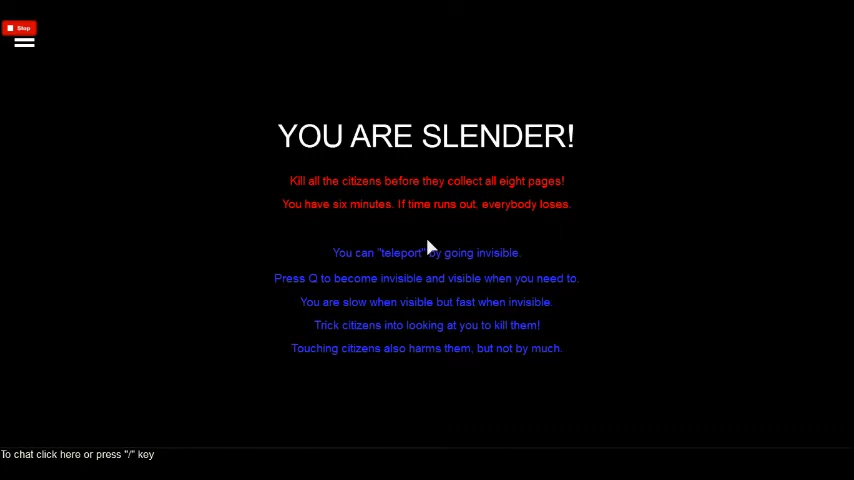 Stop
YOU ARE SLENDER!
Kill all the citizens before they collect all eight pages!
You have six minutes. If time runs out, everybody loses.
You can "teleport" by going invisible.
Press Q to become invisible and visible when you need to.
You are slow when visible but fast when invisible.
Trick citizens into looking at you to kill them!
Touching citizens also harms them, but not by much.
To chat click here or press "/" key